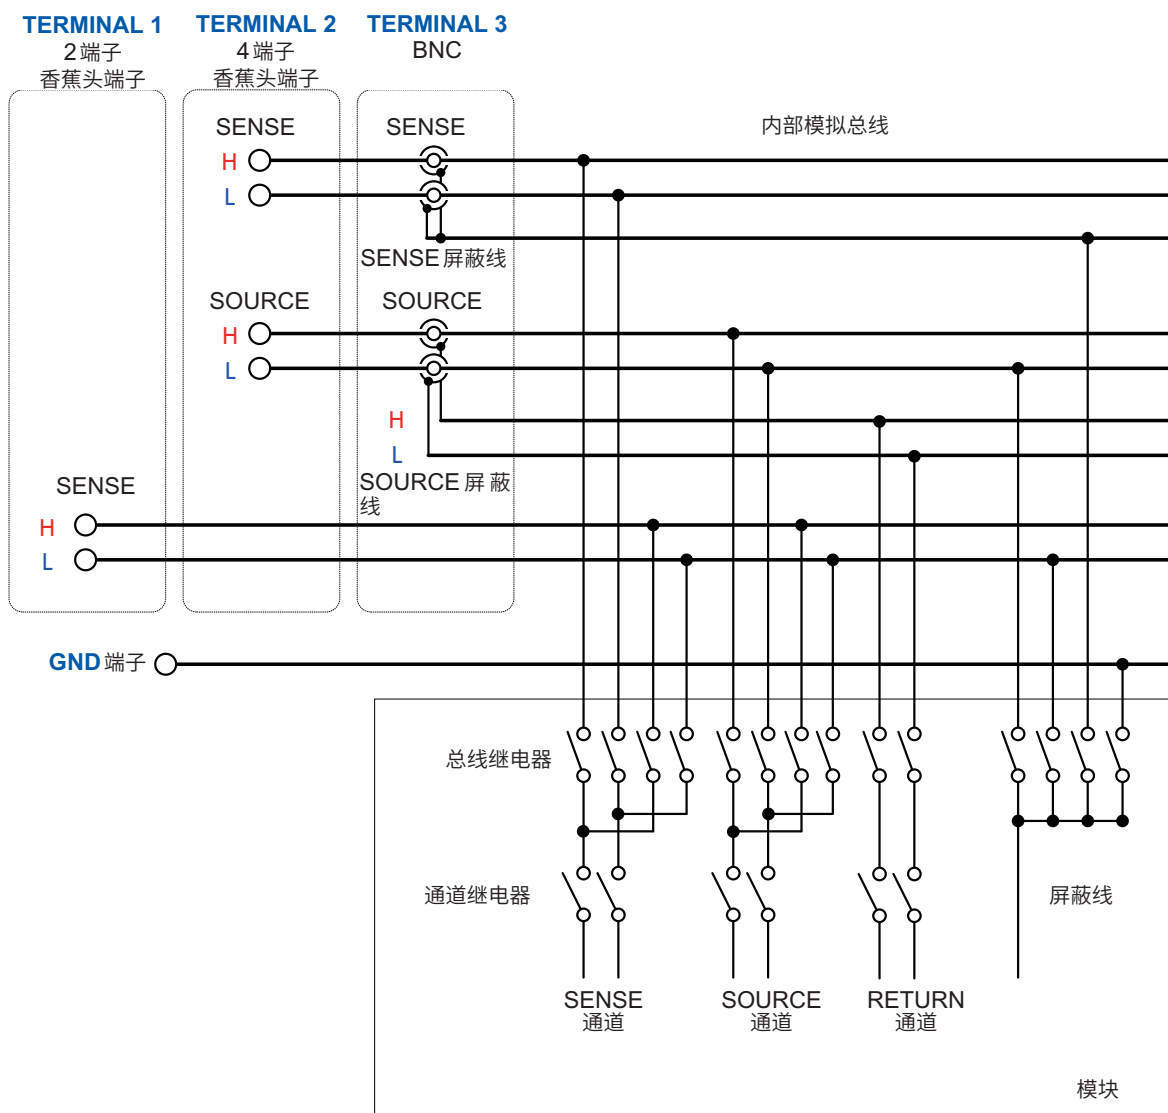 TERMINAL 1
2端子
香蕉头端子
TERMINAL 2
4端子
香蕉头端子
TERMINAL 3
BNC
内部模拟总线
SENSE
H
L
SENSE
SENSE屏蔽线
SOURCE
H
L
SOURCE
H
L
SOURCE 屏 蔽
线
SENSE
H
L
GND 端子
总线继电器
通道继电器
屏蔽线
SENSE
通道
SOURCE
通道
RETURN
通道
模块